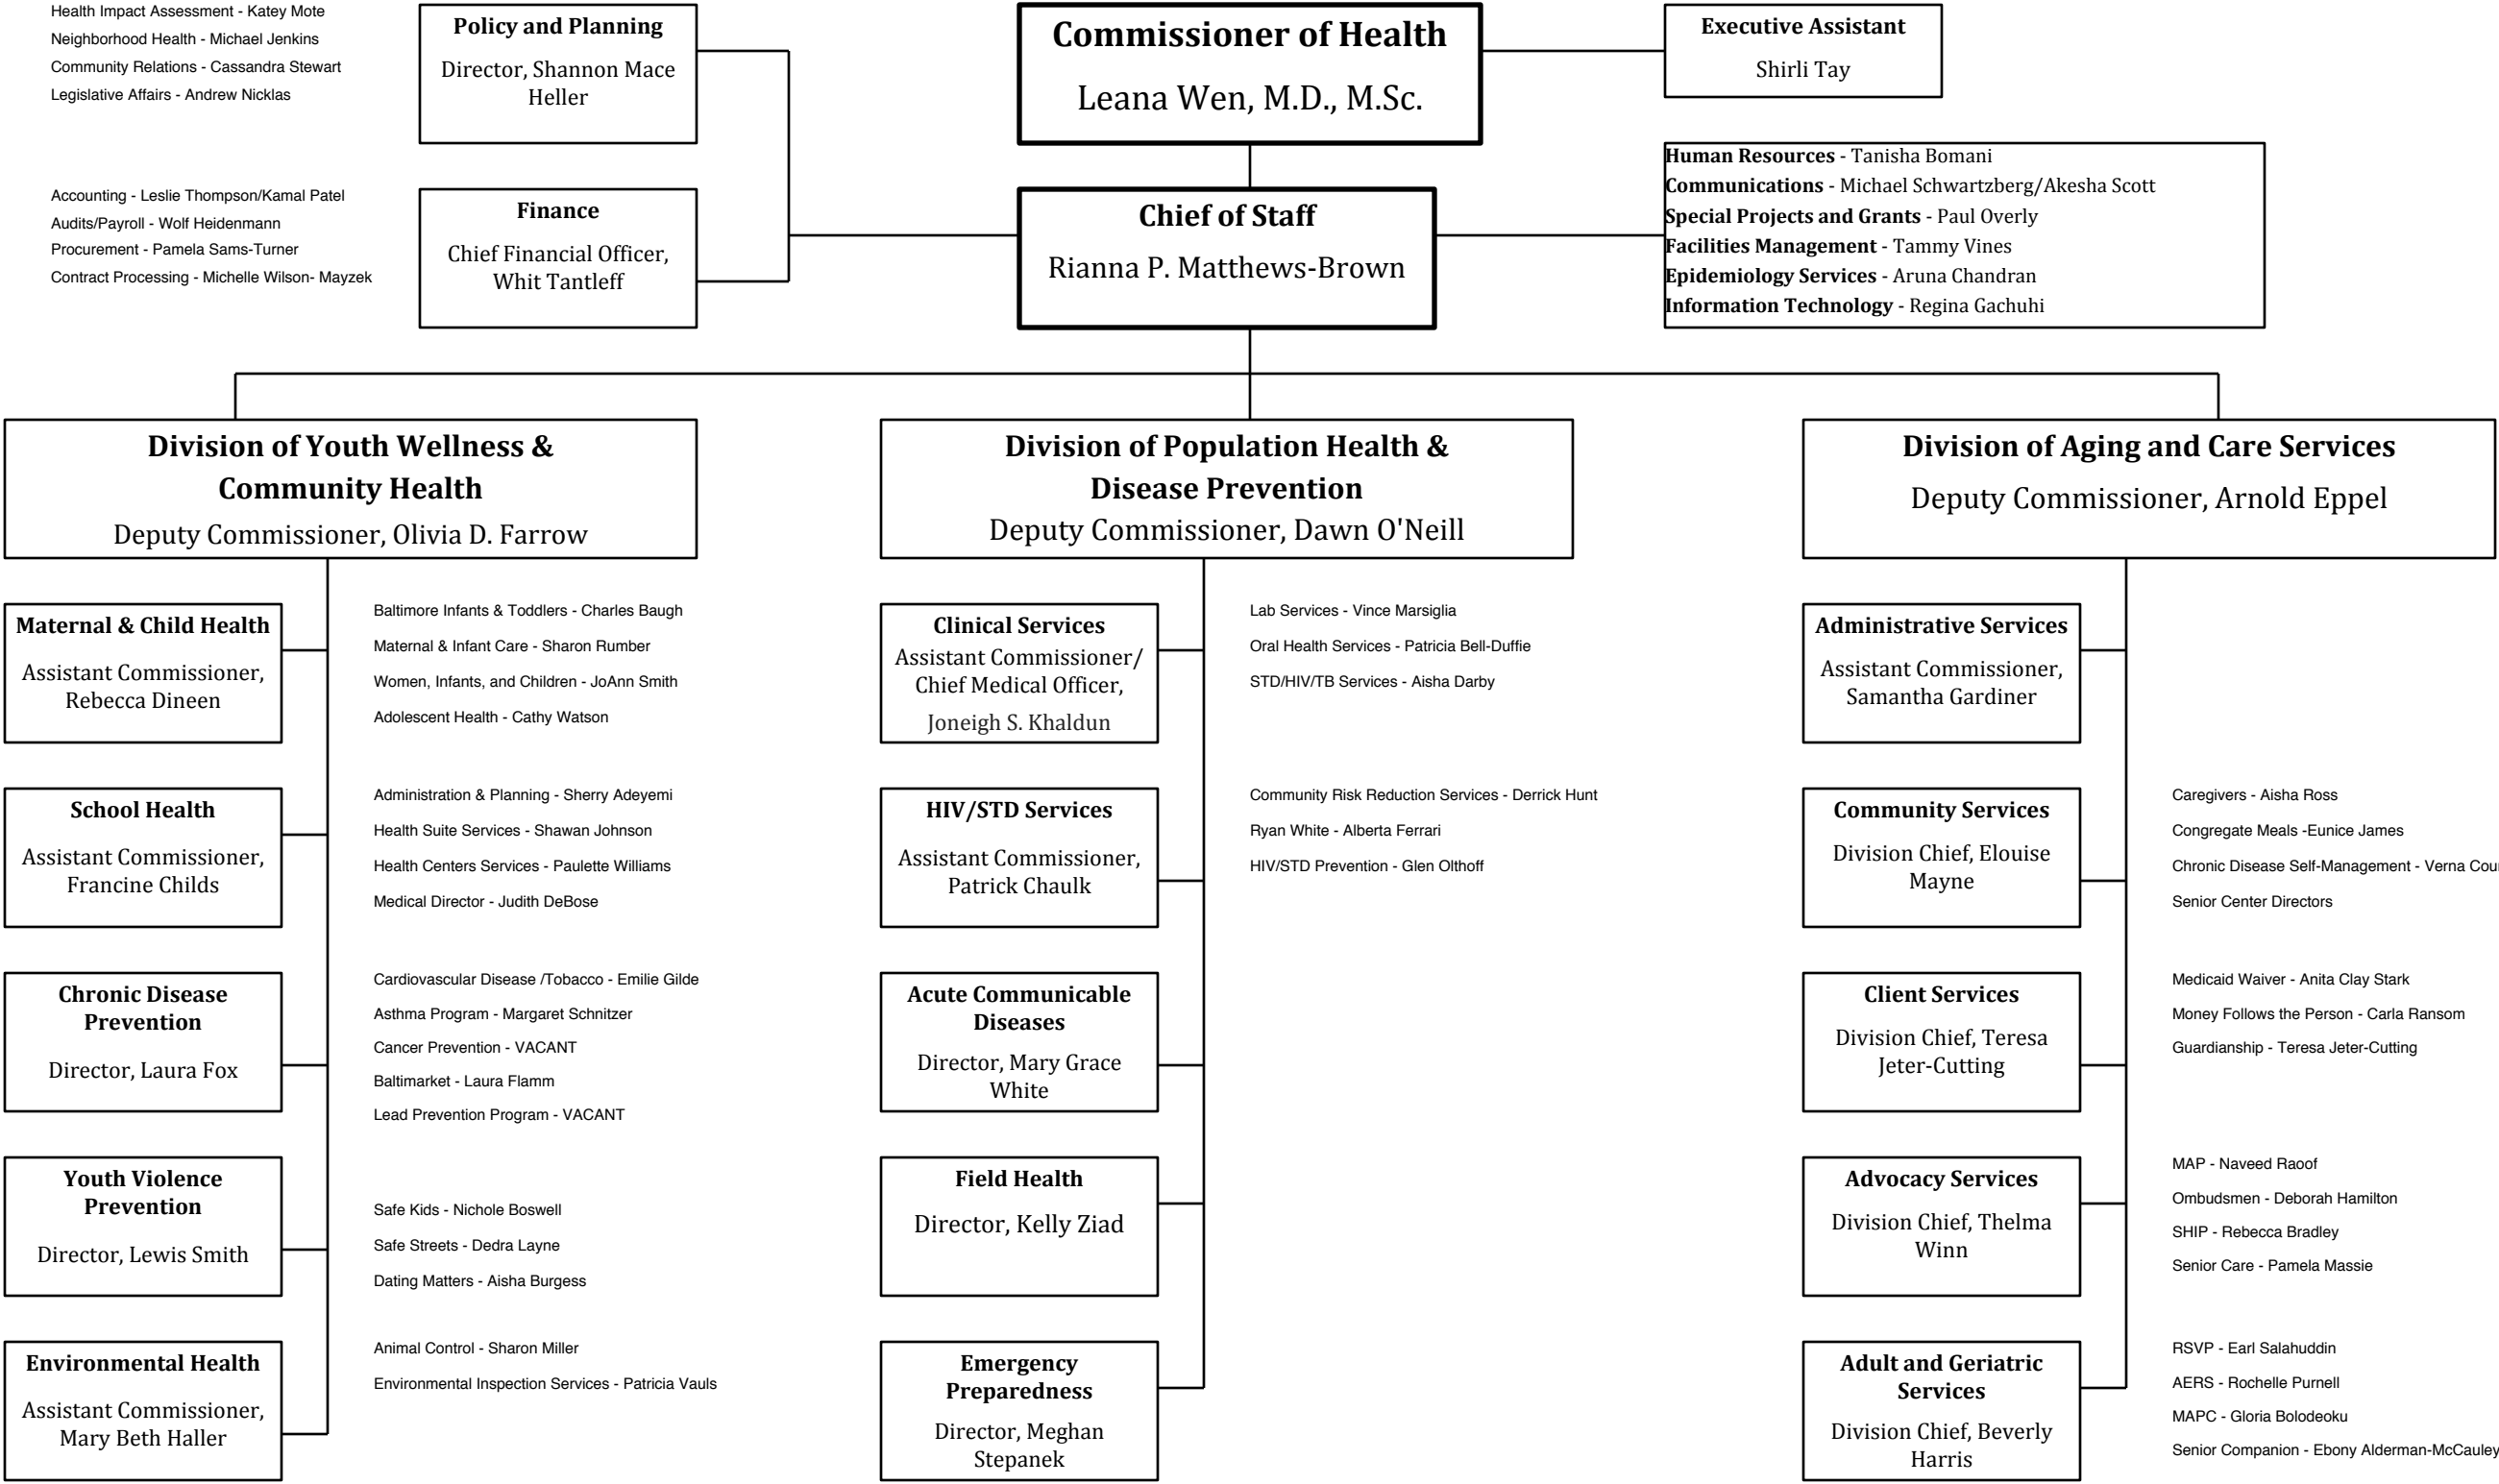 Health Impact Assessment - Katey Mote
Neighborhood Health - Michael Jenkins
Community Relations - Cassandra Stewart
Legislative Affairs - Andrew Nicklas
Policy and Planning
Director, Shannon Mace
Heller
Commissioner of Health
Leana Wen, M.D., M.Sc.
Executive Assistant
Shirli Tay
Accounting - Leslie Thompson/Kamal Patel
Audits/Payroll - Wolf Heidenmann
Procurement - Pamela Sams-Turner
Contract Processing - Michelle Wilson- Mayzek
Finance
Chief Financial Officer,
Whit Tantleff
Chief of Staff
Rianna P. Matthews-Brown
Human Resources - Tanisha Bomani
Communications - Michael Schwartzberg/Akesha Scott
Special Projects and Grants - Paul Overly
Facilities Management - Tammy Vines
Epidemiology Services - Aruna Chandran
Information Technology - Regina Gachuhi
Division of Youth Wellness &
Community Health
Deputy Commissioner, Olivia D. Farrow
Maternal & Child Health
Assistant Commissioner,
Rebecca Dineen
Baltimore Infants & Toddlers - Charles Baugh
Maternal & Infant Care - Sharon Rumber
Women, Infants, and Children - JoAnn Smith
Adolescent Health - Cathy Watson
School Health
Assistant Commissioner,
Francine Childs
Administration & Planning - Sherry Adeyemi
Health Suite Services - Shawan Johnson
Health Centers Services - Paulette Williams
Medical Director - Judith DeBose
Chronic Disease
Prevention
Director, Laura Fox
Cardiovascular Disease /Tobacco - Emilie Gilde
Asthma Program - Margaret Schnitzer
Cancer Prevention - VACANT
Baltimarket - Laura Flamm
Lead Prevention Program - VACANT
Youth Violence
Prevention
Director, Lewis Smith
Safe Kids - Nichole Boswell
Safe Streets - Dedra Layne
Dating Matters - Aisha Burgess
Environmental Health
Assistant Commissioner,
Mary Beth Haller
Animal Control - Sharon Miller
Environmental Inspection Services - Patricia Vauls
Division of Population Health &
Disease Prevention
Deputy Commissioner, Dawn O'Neill
Clinical Services
Assistant Commissioner/
Chief Medical Officer,
Joneigh S. Khaldun
Lab Services - Vince Marsiglia
Oral Health Services - Patricia Bell-Duffie
STD/HIV/TB Services - Aisha Darby
HIV/STD Services
Assistant Commissioner,
Patrick Chaulk
Community Risk Reduction Services - Derrick Hunt
Ryan White - Alberta Ferrari
HIV/STD Prevention - Glen Olthoff
Acute Communicable
Diseases
Director, Mary Grace
White
Field Health
Director, Kelly Ziad
Emergency
Preparedness
Director, Meghan
Stepanek
Division of Aging and Care Services
Deputy Commissioner, Arnold Eppel
Administrative Services
Assistant Commissioner,
Samantha Gardiner
Community Services
Division Chief, Elouise
Mayne
Caregivers - Aisha Ross
Congregate Meals -Eunice James
Chronic Disease Self-Management - Verna
Senior Center Directors
Client Services
Division Chief, Teresa
Jeter-Cutting
Medicaid Waiver - Anita Clay Stark
Money Follows the Person - Carla Ransom
Guardianship - Teresa Jeter-Cutting
Advocacy Services
Division Chief, Thelma
Winn
MAP - Naveed Raoof
Ombudsmen - Deborah Hamilton
SHIP - Rebecca Bradley
Senior Care - Pamela Massie
Adult and Geriatric
Services
Division Chief, Beverly
Harris
RSVP - Earl Salahuddin
AERS - Rochelle Purnell
MAPC - Gloria Bolodeoku
Senior Companion - Ebony Alderman-McCauley